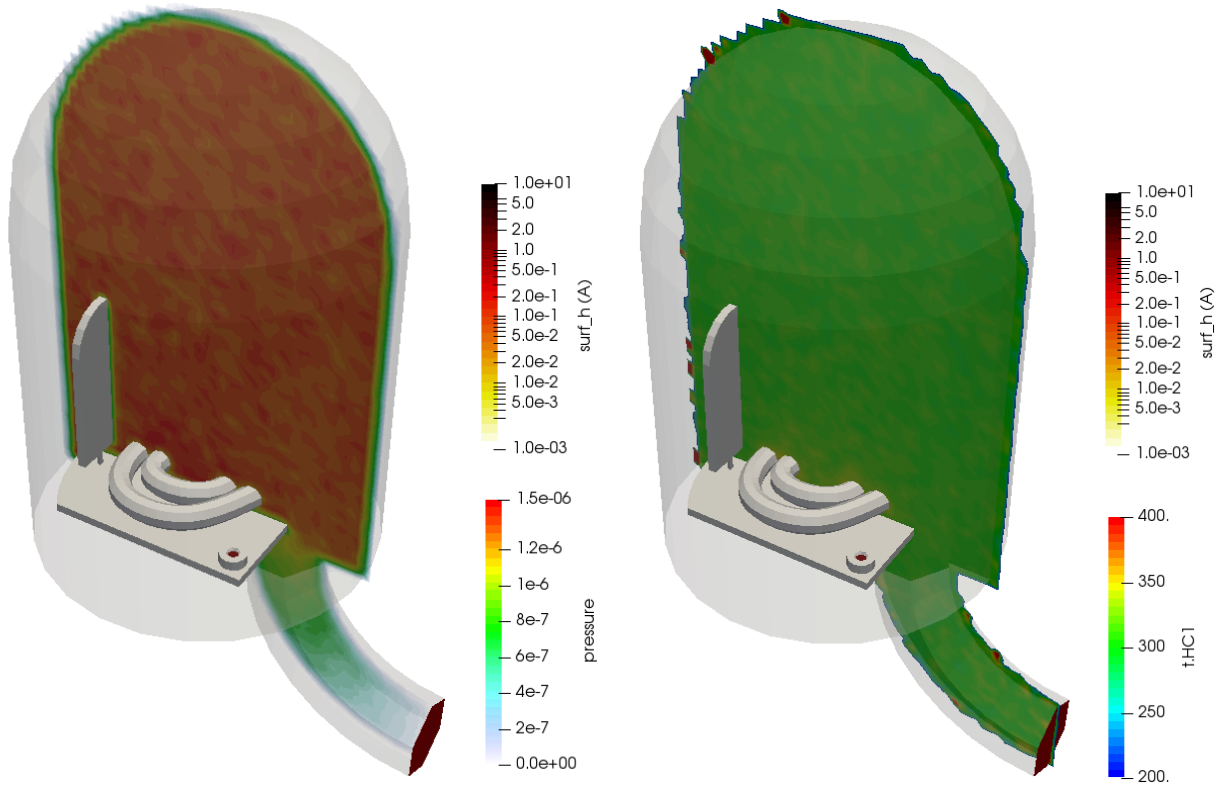 1.0e+01
5.0
2.0
1.0
5.0e-1
2.0e-1
1.0e-1
5.0e-2
2.0e-2
1.0e-2
5.0e-3
1.0e-03
surf_h (A)
1.5e-06
1.2e-6
1e-6
8e-7
6e-7
4e-7
2e-7
0.0e+00
pressure
1.0e+01
5.0
2.0
1.0
5.0e-1
2.0e-1
1.0e-1
5.0e-2
2.0e-2
1.0e-2
5.0e-3
1.0e-03
surf_h (A)
400.
350
300
250
200.
t.HC1